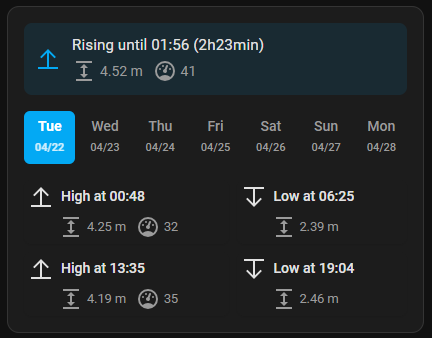 Rising until 01:56 (2h23min)
4.52 m 41
Tue Wed Thu Fri Sat Sun Mon
04/22 04/23 04/24 04/25 04/26 04/27 04/28
High at 00:48 Low at 06:25
4.25 m 32 2.39 m
High at 13:35 Low at 19:04
4.19 m 35 2.46 m